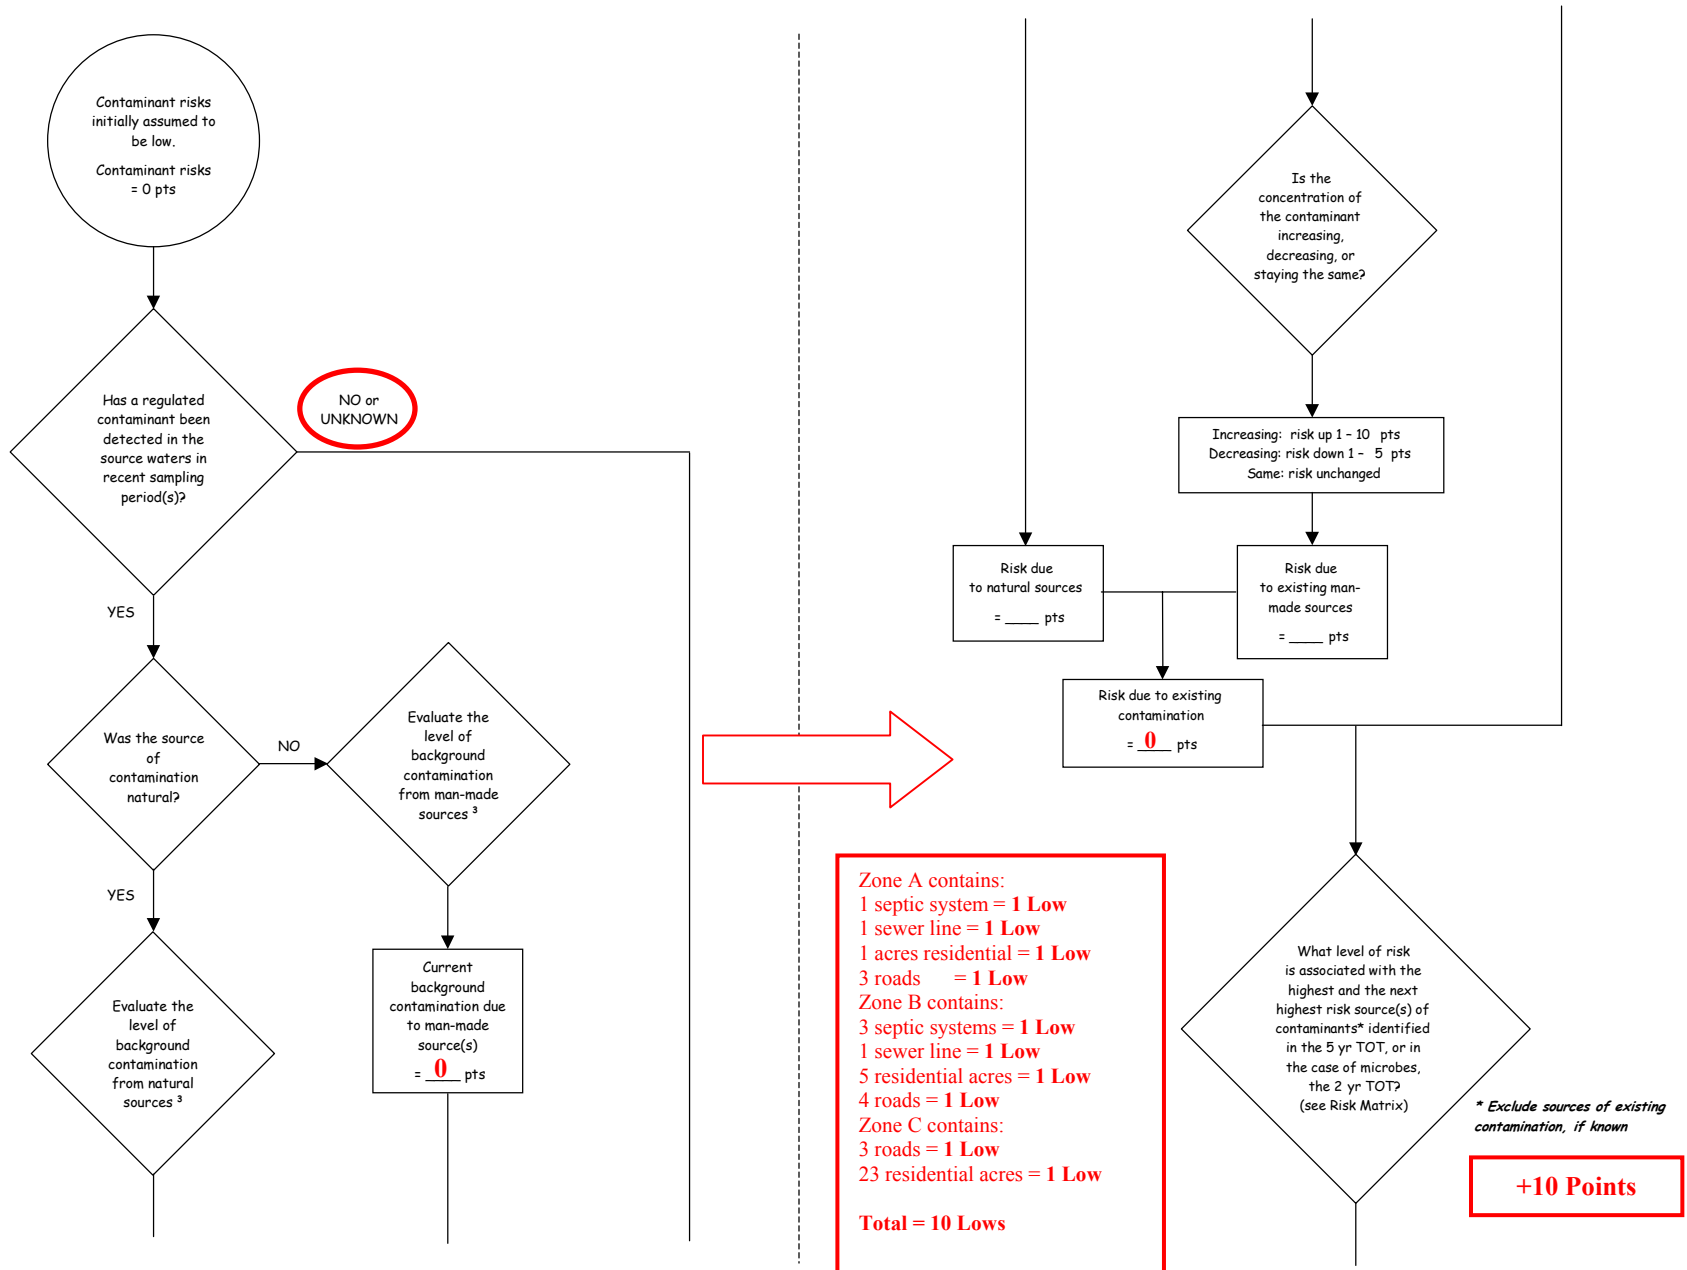 Contaminant risks
initially assumed to
be low.
Contaminant risks
= 0 pts
Has a regulated
contaminant been
detected in the
source waters in
recent sampling
period(s)?
NO or
UNKNOWN
YES
Was the source
of
contamination
natural?
NO
Evaluate the
level of
background
contamination
from man-made
sources ³
YES
Evaluate the
level of
background
contamination
from natural
sources ³
Current
background
contamination due
to man-made
source(s)
= 0 pts
Is the
concentration of
the contaminant
increasing,
decreasing, or
staying the same?
Increasing: risk up 1 – 10 pts
Decreasing: risk down 1 – 5 pts
Same: risk unchanged
Risk due
to natural sources
= ____ pts
Risk due
to existing man-
made sources
= ____ pts
Risk due to existing
contamination
= 0 pts
Zone A contains:
1 septic system = 1 Low
1 sewer line = 1 Low
1 acres residential = 1 Low
3 roads = 1 Low
Zone B contains:
3 septic systems = 1 Low
1 sewer line = 1 Low
5 residential acres = 1 Low
4 roads = 1 Low
Zone C contains:
3 roads = 1 Low
23 residential acres = 1 Low
Total = 10 Lows
What level of risk
is associated with the
highest and the next
highest risk source(s) of
contaminants* identified
in the 5 yr TOT, or in
the case of microbes,
the 2 yr TOT?
(see Risk Matrix)
* Exclude sources of existing
contamination, if known
+10 Points